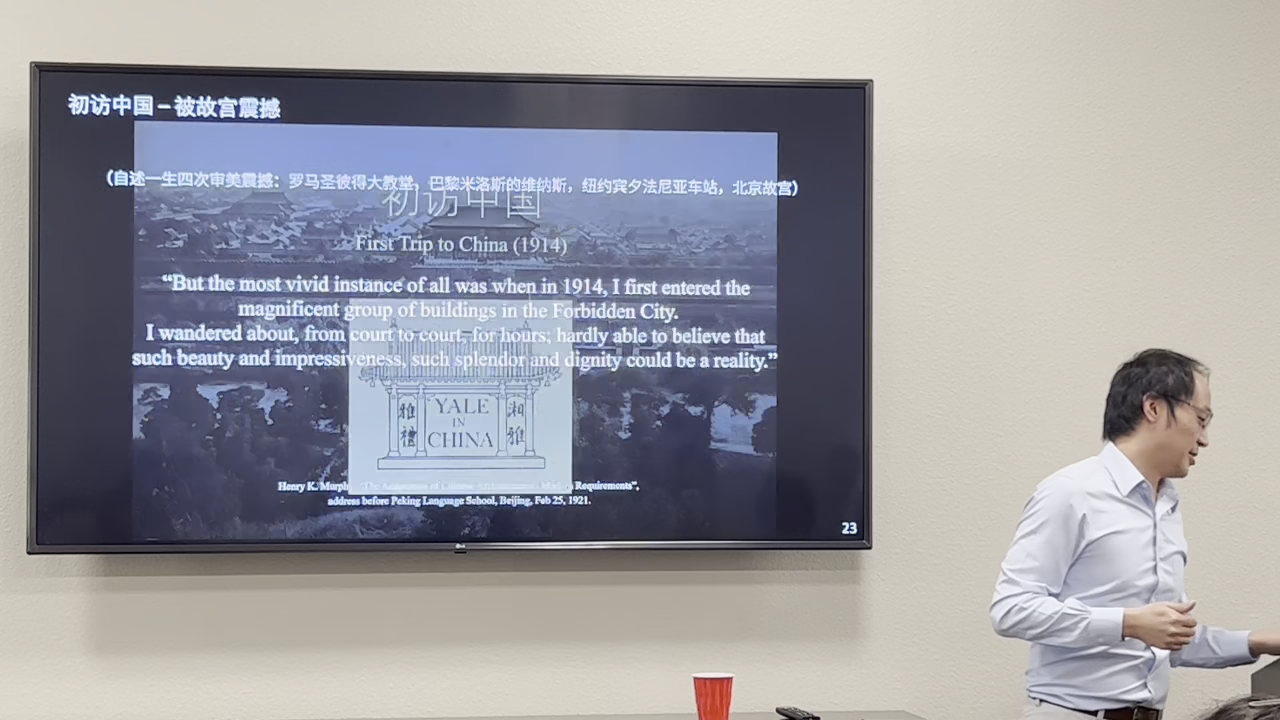 初访中国－被故宫震撼
（自述一生四次审美震撼：罗马圣彼得大教堂，巴黎米洛斯的维纳斯，纽约宾夕法尼亚车站，北京故宫）
初访中国
First Trip to China (1914)
“But the most vivid instance of all was when in 1914, I first entered the
magnificent group of buildings in the Forbidden City.
I wandered about, from court to court, for hours; hardly able to believe that
such beauty and impressiveness, such splendor and dignity could be a reality.”
雅禮
YALE
IN
CHINA
湘雅
Henry K. Murphy, “The Adaptation of Chinese Requirements”,
address before Peking Language School, Beijing, Feb 25, 1921.
23